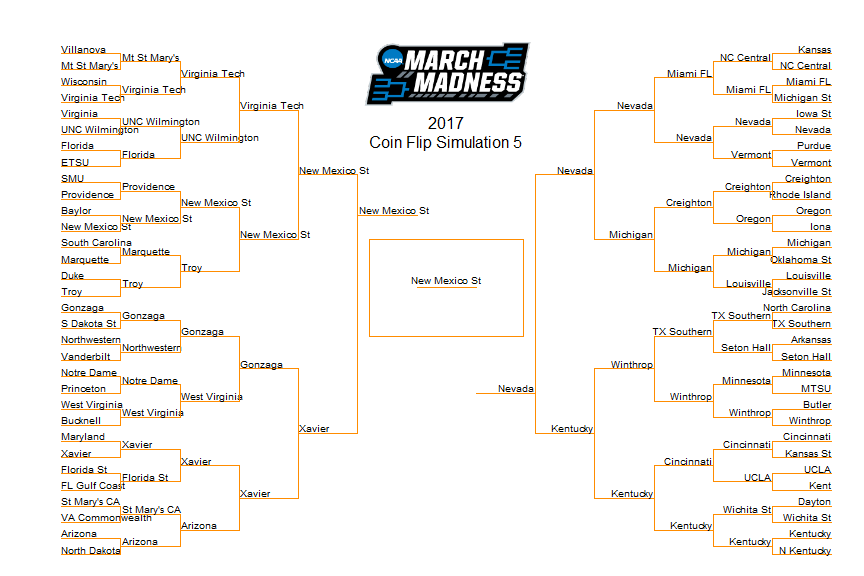 NCAA
MARCH
MADNESS
2017
Coin Flip Simulation 5
Villanova
Mt St Mary's
Wisconsin
Virginia Tech
Virginia
UNC Wilmington
Florida
ETSU
SMU
Providence
Baylor
New Mexico St
South Carolina
Marquette
Duke
Troy
Gonzaga
S Dakota St
Northwestern
Vanderbilt
Notre Dame
Princeton
West Virginia
Bucknell
Maryland
Xavier
Florida St
FL Gulf Coast
St Mary's CA
VA Commonwealth
Arizona
North Dakota
Mt St Mary's
Virginia Tech
UNC Wilmington
Florida
Providence
New Mexico St
Marquette
Troy
Gonzaga
Northwestern
Notre Dame
West Virginia
Xavier
Florida St
St Mary's CA
Arizona
Virginia Tech
UNC Wilmington
New Mexico St
Troy
Gonzaga
West Virginia
Xavier
Arizona
Virginia Tech
New Mexico St
Gonzaga
Xavier
New Mexico St
Xavier
New Mexico St
New Mexico St
Nevada
Nevada
Kentucky
Nevada
Michigan
Winthrop
Kentucky
Miami FL
Nevada
Creighton
Michigan
TX Southern
Winthrop
Cincinnati
Kentucky
NC Central
Miami FL
Nevada
Vermont
Creighton
Oregon
Michigan
Louisville
TX Southern
Seton Hall
Minnesota
Winthrop
Cincinnati
UCLA
Wichita St
Kentucky
Kansas
NC Central
Miami FL
Michigan St
Iowa St
Nevada
Purdue
Vermont
Creighton
Rhode Island
Oregon
Iona
Michigan
Oklahoma St
Louisville
Jacksonville St
North Carolina
TX Southern
Arkansas
Seton Hall
Minnesota
MTSU
Butler
Winthrop
Cincinnati
Kansas St
UCLA
Kent
Dayton
Wichita St
Kentucky
N Kentucky